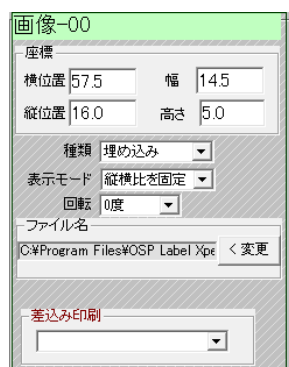 画像-00
座標
横位置 57.5 幅 14.5
縦位置 16.0 高さ 5.0
種類 埋め込み
表示モード 縦横比を固定
回転 0度
ファイル名
C:¥Program Files¥OSP Label Xpe <変更
差込み印刷